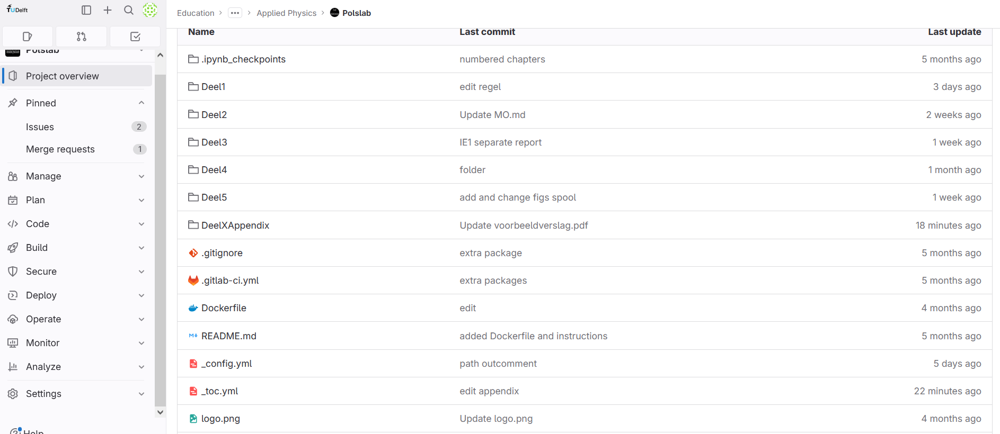 TUDelft
Education > ••• > Applied Physics > Polslab
Polslab
Project overview
Pinned
Issues 2
Merge requests 1
Manage
Plan
Code
Build
Secure
Deploy
Operate
Monitor
Analyze
Settings
Help
Name Last commit Last update
.ipynb_checkpoints numbered chapters 5 months ago
Deel1 edit regel 3 days ago
Deel2 Update MO.md 2 weeks ago
Deel3 IE1 separate report 1 week ago
Deel4 folder 1 month ago
Deel5 add and change figs spool 1 week ago
DeelXAppendix Update voorbeeldverslag.pdf 18 minutes ago
.gitignore extra package 5 months ago
.gitlab-ci.yml extra packages 5 months ago
Dockerfile edit 4 months ago
README.md added Dockerfile and instructions 5 months ago
_config.yml path outcomment 5 days ago
_toc.yml edit appendix 22 minutes ago
logo.png Update logo.png 4 months ago